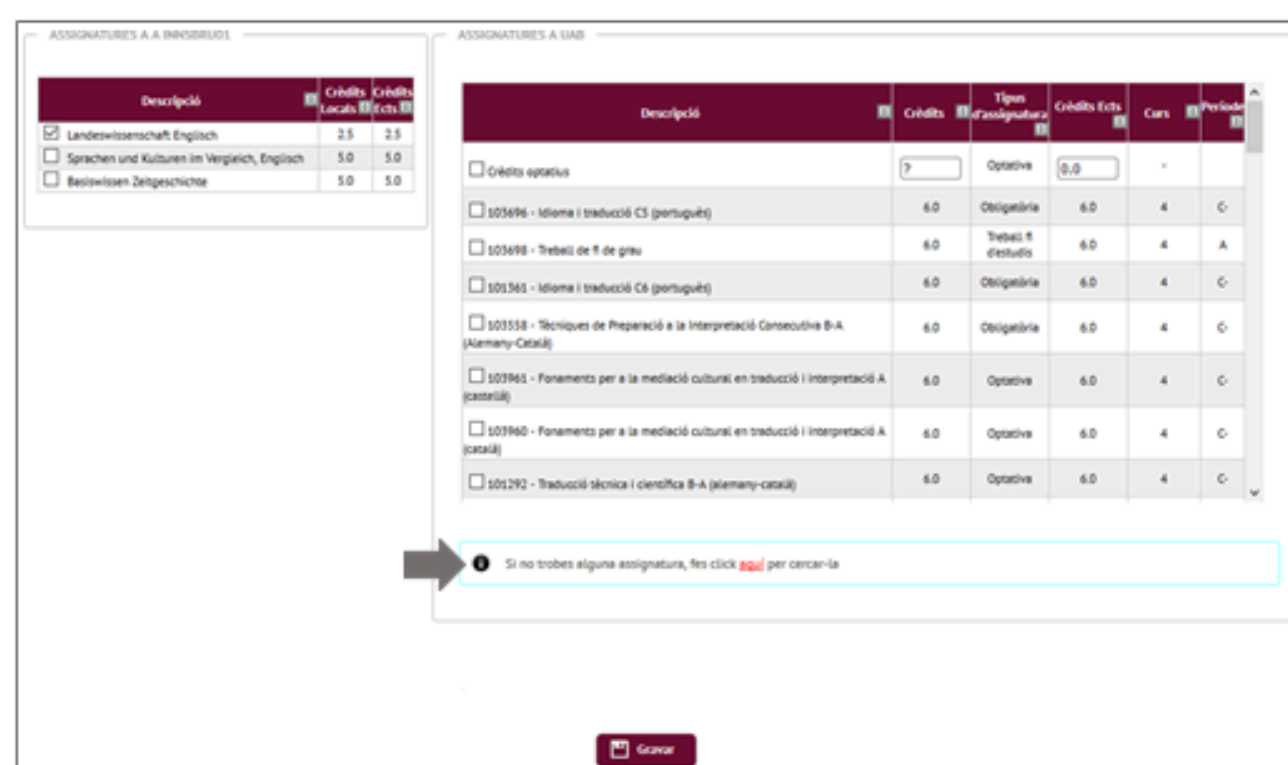 ASSIGNATURES A A INNSBRU01
Descripció Crèdits Locals Crèdits Ects
Landeswissenschaft Englisch 2.5 2.5
Sprachen und Kulturen im Vergleich, Englisch 5.0 5.0
Basiswissen Zeitgeschichte 5.0 5.0
ASSIGNATURES A UAB
Descripció Crèdits Tipus d'assignatura Crèdits Ects Curs Període
Crèdits optatius ? Optativa 0.0 -
103696 - Idioma i traducció C5 (portuguès) 6.0 Obligatòria 6.0 4 C-
103698 - Treball de fi de grau 6.0 Treball fi d'estudis 6.0 4 A
101361 - Idioma i traducció C6 (portuguès) 6.0 Obligatòria 6.0 4 C-
103558 - Tècniques de Preparació a la Interpretació Consecutiva B-A
(Alemany-Català) 6.0 Obligatòria 6.0 4 C-
103961 - Fonaments per a la mediació cultural en traducció i interpretació A
(castellà) 6.0 Optativa 6.0 4 C-
103960 - Fonaments per a la mediació cultural en traducció i interpretació A
(català) 6.0 Optativa 6.0 4 C-
101292 - Traducció tècnica i científica B-A (alemany-català) 6.0 Optativa 6.0 4 C-
Si no trobes alguna assignatura, fes click aquí per cercar-la
Gravar